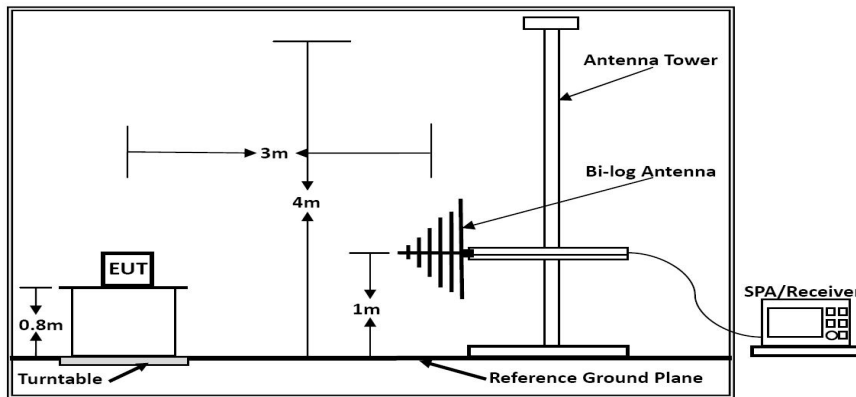 Antenna Tower
3m
Bi-log Antenna
4m
EUT
1m
0.8m
SPA/Receiver
Turntable
Reference Ground Plane